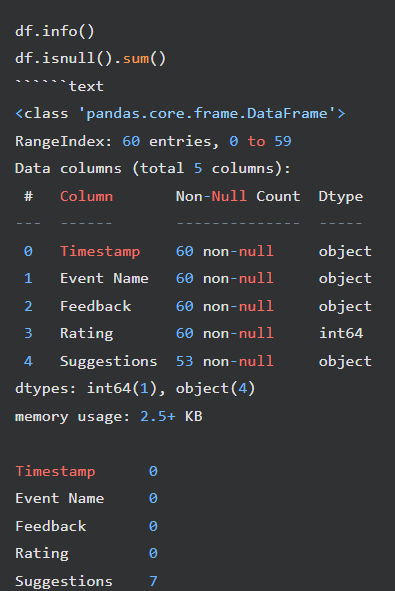 df.info()
df.isnull().sum()
``````text
<class 'pandas.core.frame.DataFrame'>
RangeIndex: 60 entries, 0 to 59
Data columns (total 5 columns):
 #   Column       Non-Null Count  Dtype
---  ------       --------------  -----
 0   Timestamp    60 non-null     object
 1   Event Name   60 non-null     object
 2   Feedback     60 non-null     object
 3   Rating       60 non-null     int64
 4   Suggestions  53 non-null     object
dtypes: int64(1), object(4)
memory usage: 2.5+ KB
Timestamp      0
Event Name     0
Feedback       0
Rating         0
Suggestions    7